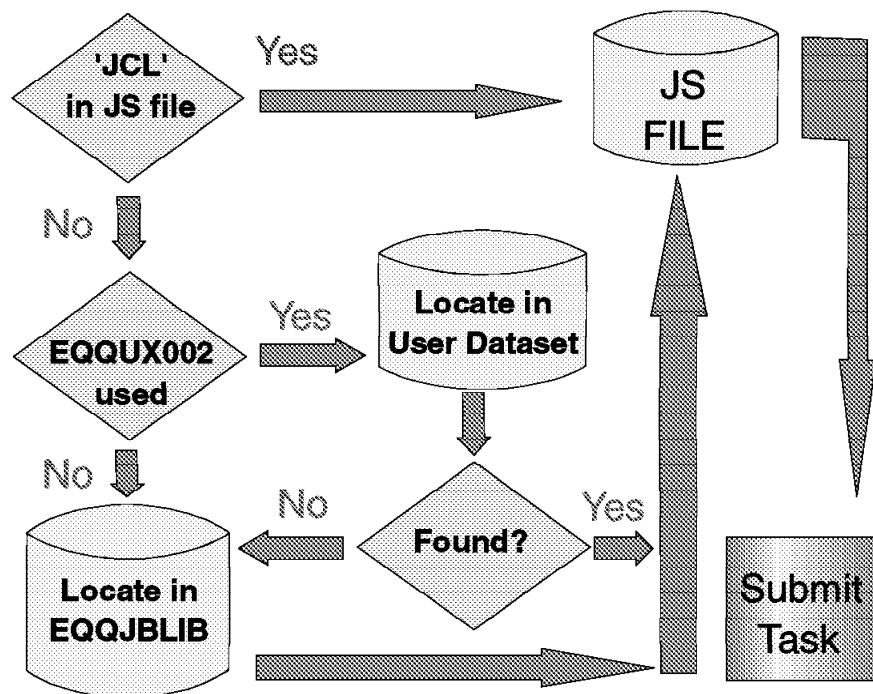 'JCL'
in JS file
Yes
JS
FILE
No
EQQUX002
used
Yes
Locate in
User Dataset
No
Locate in
EQQJBLIB
No
Found?
Yes
Submit
Task